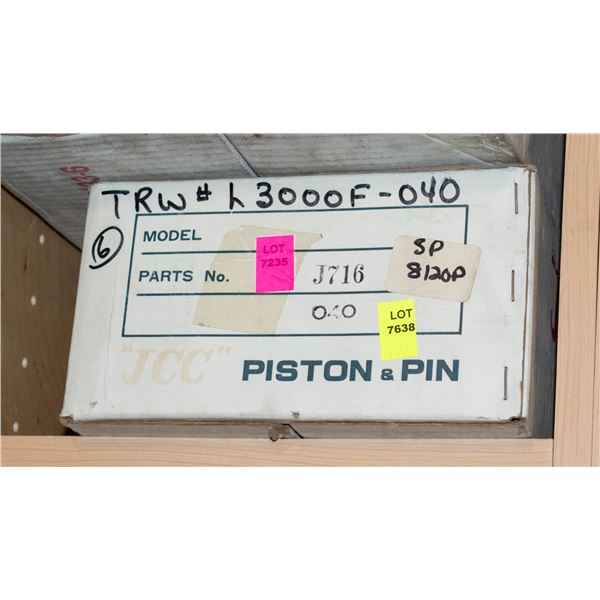 TRW # L3000F-040
6
MODEL
PARTS No. J716
040
LOT
7235
SP
8120P
LOT
7638
"JCC" PISTON & PIN